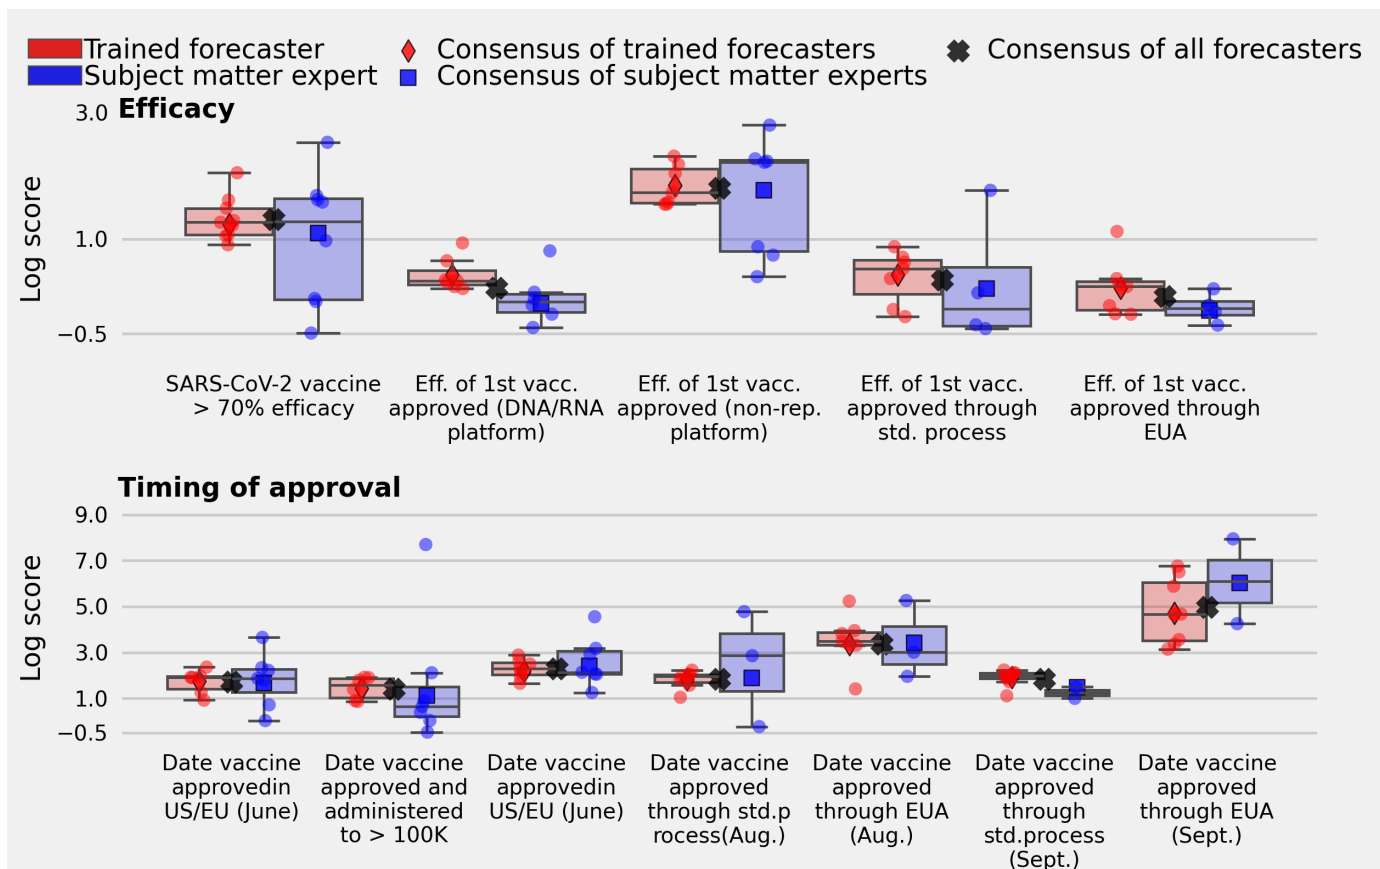 Trained forecaster
Subject matter expert
Consensus of trained forecasters
Consensus of subject matter experts
Consensus of all forecasters
Efficacy
3.0
1.0
−0.5
Log score
SARS-CoV-2 vaccine
> 70% efficacy
Eff. of 1st vacc.
approved (DNA/RNA
platform)
Eff. of 1st vacc.
approved (non-rep.
platform)
Eff. of 1st vacc.
approved through
std. process
Eff. of 1st vacc.
approved through
EUA
Timing of approval
9.0
7.0
5.0
3.0
1.0
−0.5
Log score
Date vaccine
approvedin
US/EU (June)
Date vaccine
approved and
administered
to > 100K
Date vaccine
approvedin
US/EU (June)
Date vaccine
approved
through std.p
rocess(Aug.)
Date vaccine
approved
through EUA
(Aug.)
Date vaccine
approved
through
std.process
(Sept.)
Date vaccine
approved
through EUA
(Sept.)